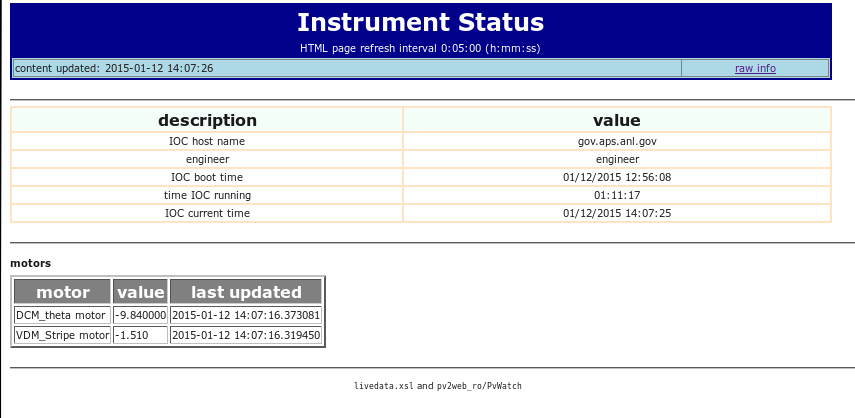 Instrument Status
HTML page refresh interval 0:05:00 (h:mm:ss)
content updated: 2015-01-12 14:07:26 raw info
description value
IOC host name gov.aps.anl.gov
engineer engineer
IOC boot time 01/12/2015 12:56:08
time IOC running 01:11:17
IOC current time 01/12/2015 14:07:25
motors
motor value last updated
DCM_theta motor -9.840000 2015-01-12 14:07:16.373081
VDM_Stripe motor -1.510 2015-01-12 14:07:16.319450
livedata.xsl and pv2web_ro/PvWatch